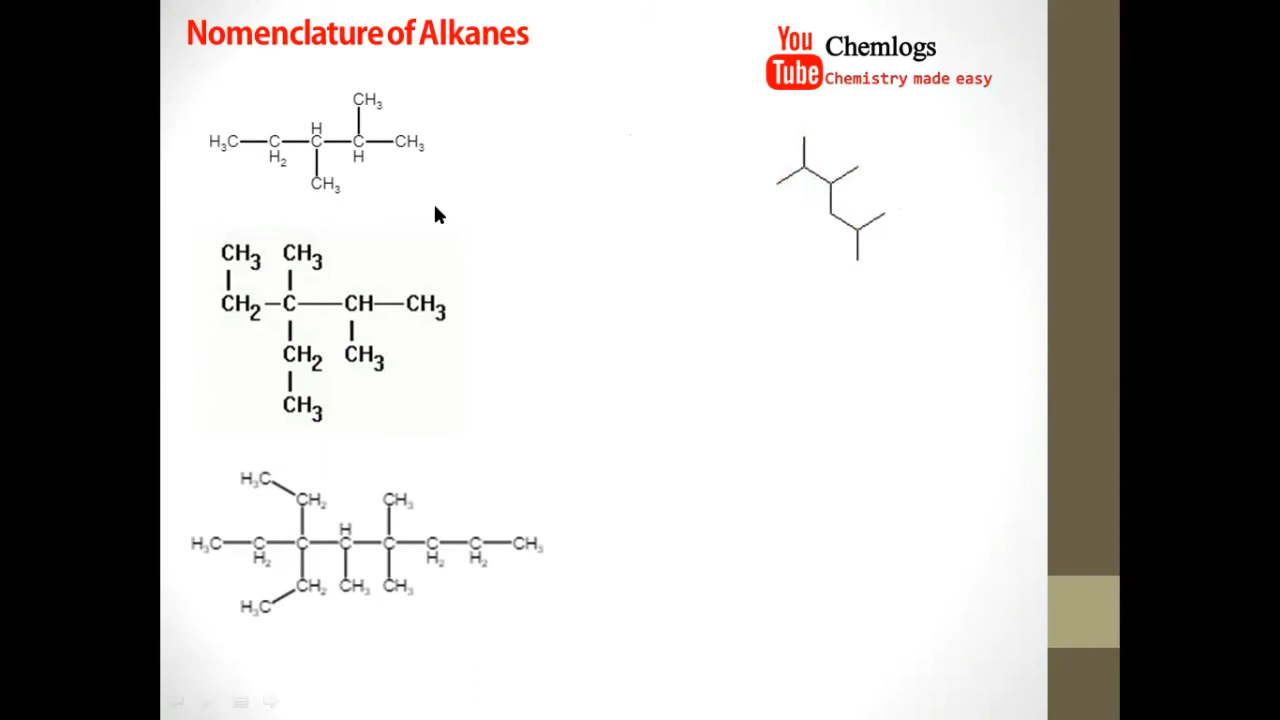 Nomenclature of Alkanes
You
Tube
Chemlogs
Chemistry made easy
CH₃
H
H₃C C C C CH₃
H₂ H
CH₃
CH₃ CH₃
CH₂-C-CH-CH₃
CH₂ CH₃
CH₃
H₃C
CH₂ CH₃
H
H₃C C C C C C C CH₃
H₂ H₂ H₂
CH₂ CH₃ CH₃
H₃C